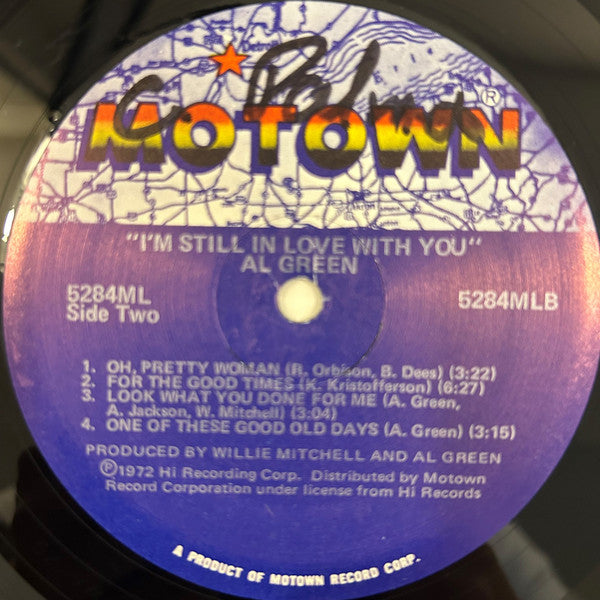 MOTOWN®
"I'M STILL IN LOVE WITH YOU"
AL GREEN
5284ML
Side Two
5284MLB
1. OH, PRETTY WOMAN (R. Orbison, B. Dees) (3:22)
2. FOR THE GOOD TIMES (K. Kristofferson) (6:27)
3. LOOK WHAT YOU DONE FOR ME (A. Green,
A. Jackson, W. Mitchell) (3:04)
4. ONE OF THESE GOOD OLD DAYS (A. Green) (3:15)
PRODUCED BY WILLIE MITCHELL AND AL GREEN
Ⓟ1972 Hi Recording Corp. Distributed by Motown
Record Corporation under license from Hi Records
A PRODUCT OF MOTOWN RECORD CORP.